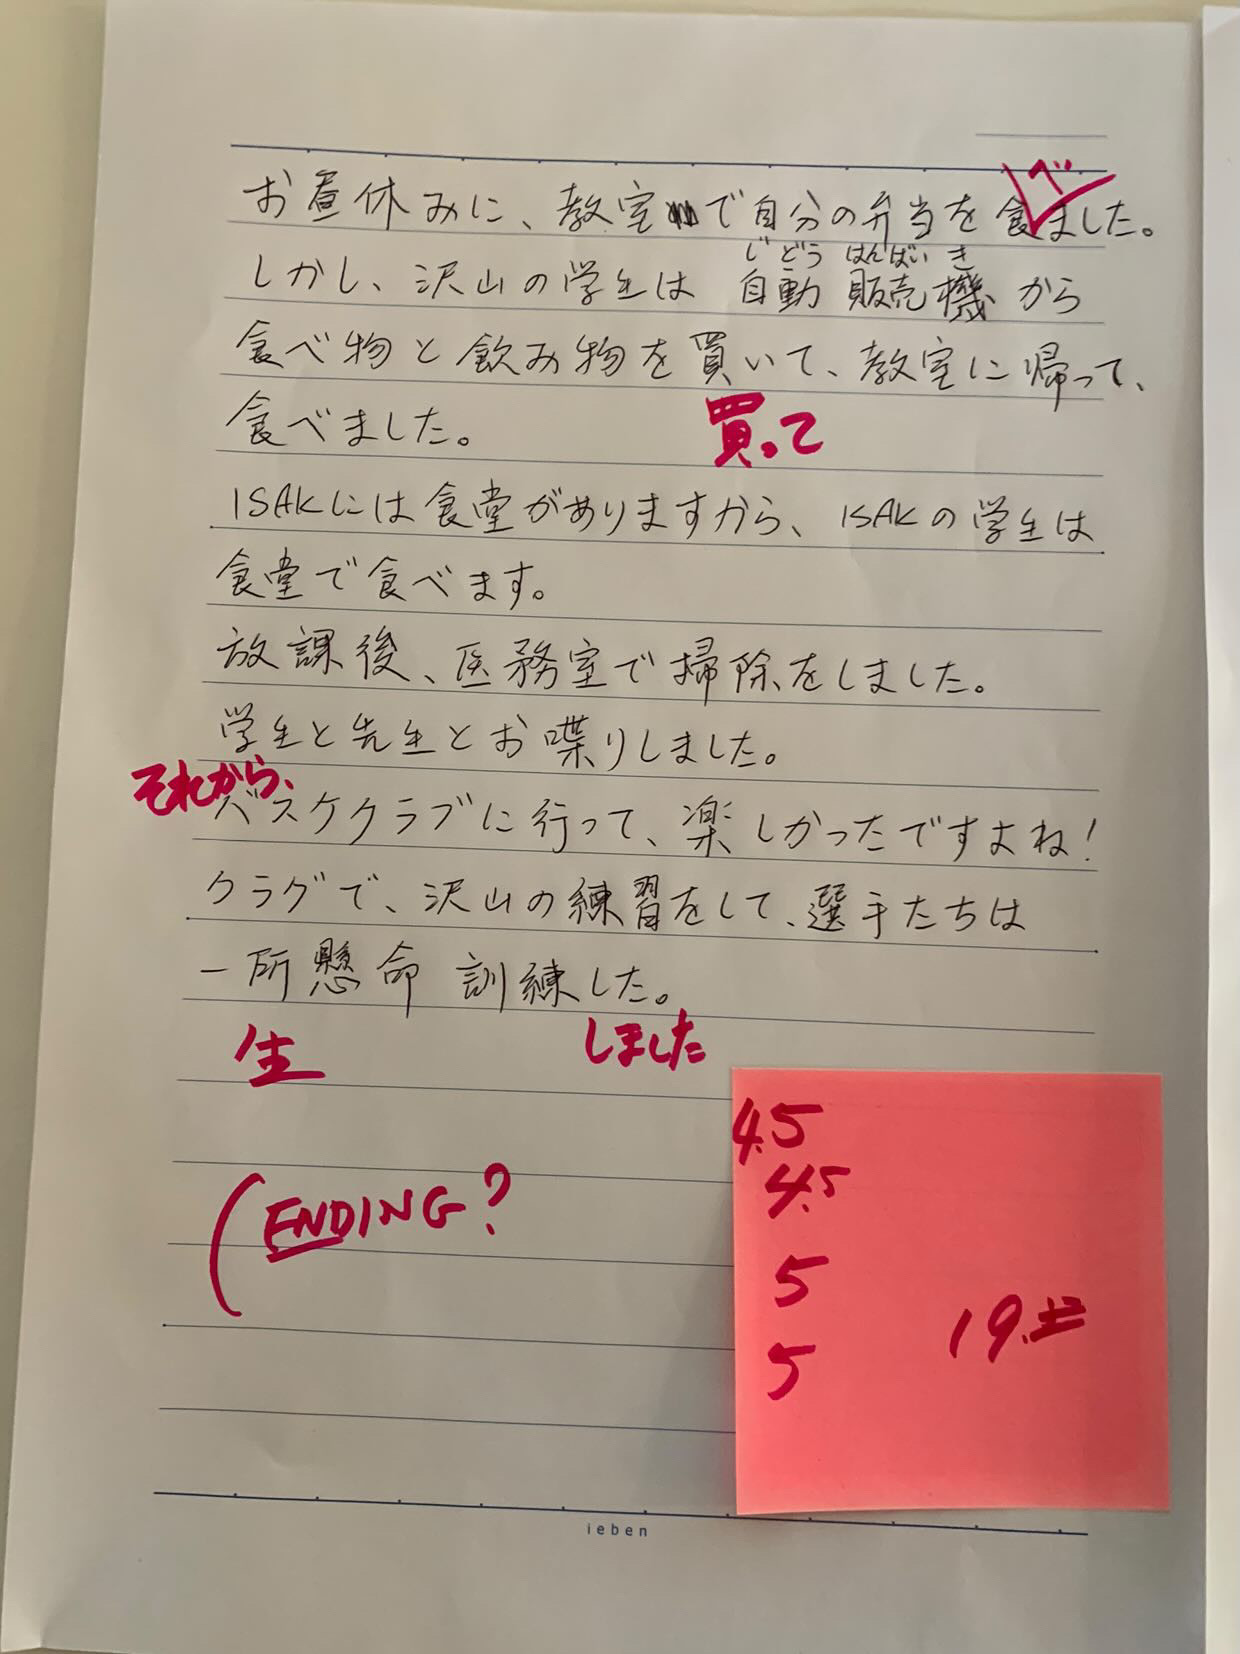 べ
お昼休みに、教室で自分の弁当を食ました。
じどう はんばいき
しかし、沢山の学生は 自動 販売機 から
食べ物と飲み物を買いて、教室に帰って、
買って
食べました。
ISAKには食堂がありますから、ISAKの学生は
食堂で食べます。
放課後、医務室で掃除をしました。
学生と先生とお喋りしました。
それから、
バスケクラブに行って、楽しかったですよね!
クラグで、沢山の練習をして、選手たちは
一所懸命 訓練した。
生
しました
(ENDING?
4.5
4.5
5
5
19.
ieben